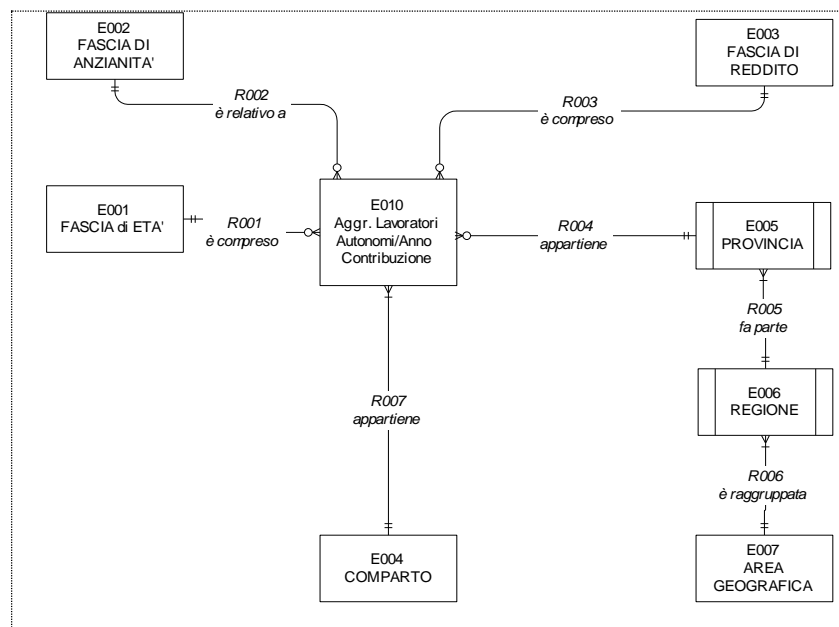 E002
FASCIA DI
ANZIANITA'
E003
FASCIA DI
REDDITO
R002
è relativo a
R003
è compreso
E001
FASCIA di ETA'
R001
è compreso
E010
Aggr. Lavoratori
Autonomi/Anno
Contribuzione
R004
appartiene
E005
PROVINCIA
R005
fa parte
E006
REGIONE
R007
appartiene
R006
è raggruppata
E004
COMPARTO
E007
AREA
GEOGRAFICA